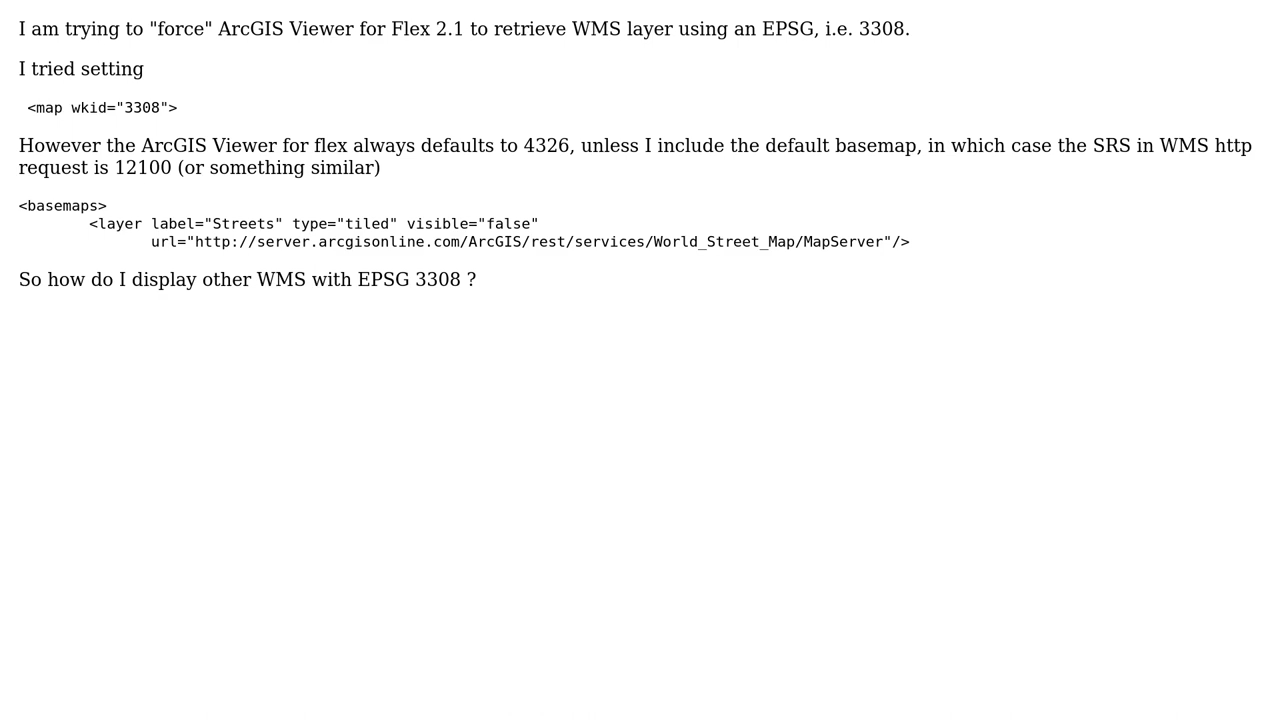 I am trying to "force" ArcGIS Viewer for Flex 2.1 to retrieve WMS layer using an EPSG, i.e. 3308.
I tried setting
<map wkid="3308">
However the ArcGIS Viewer for flex always defaults to 4326, unless I include the default basemap, in which case the SRS in WMS http
request is 12100 (or something similar)
<basemaps>
        <layer label="Streets" type="tiled" visible="false"
               url="http://server.arcgisonline.com/ArcGIS/rest/services/World_Street_Map/MapServer"/>
So how do I display other WMS with EPSG 3308 ?